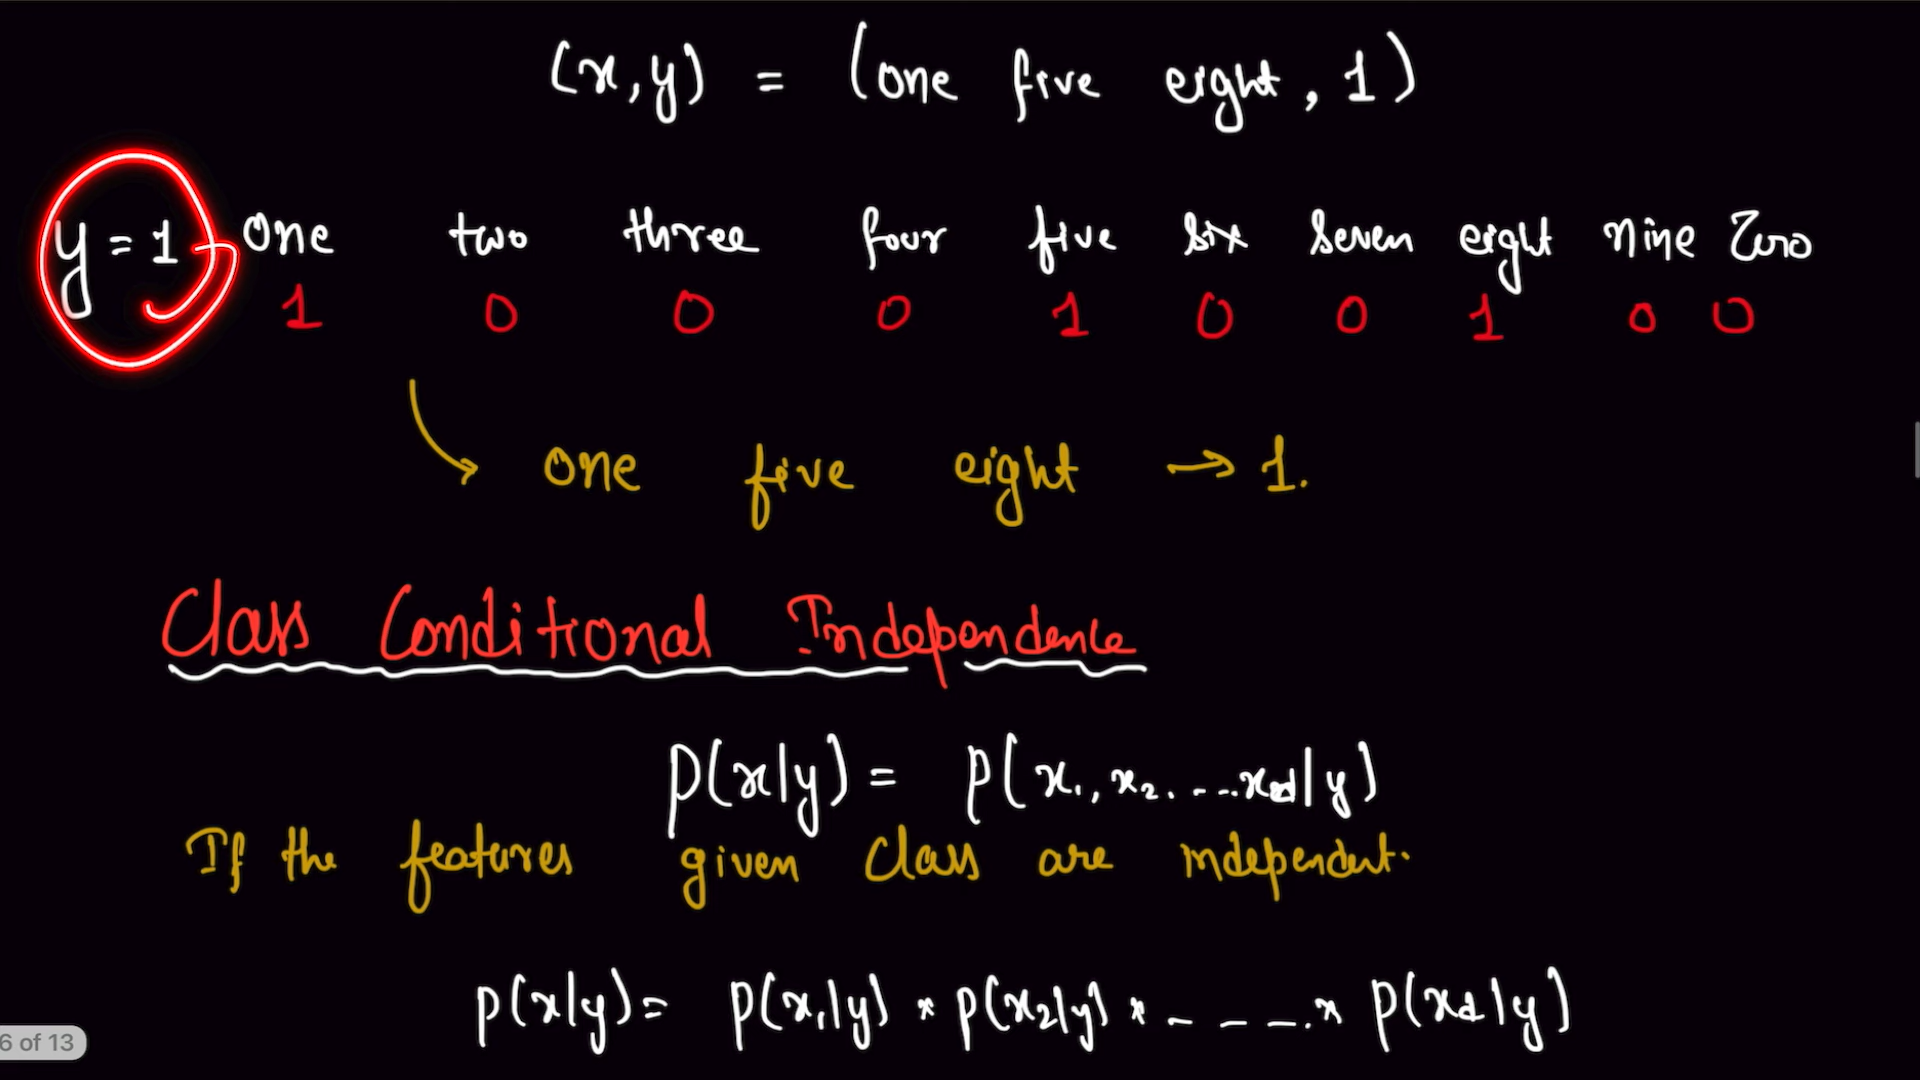 (x,y) = (one five eight, 1)
y = 1 one two three four five six seven eight nine zero
1 0 0 0 1 0 0 1 0 0
one five eight → 1.
Class Conditional Independence
p(x|y) = p(x₁, x₂. - - .. x_d|y)
If the features given class are independent.
p(x|y) = p(x₁|y) * p(x₂|y) * - - - . * p(x_d|y)
6 of 13